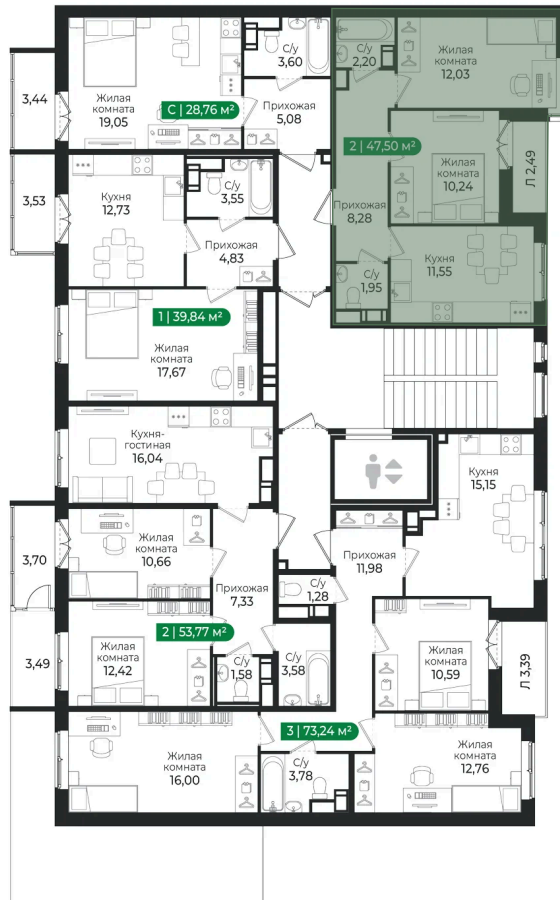 С/у
3,60
С/у
2,20
Жилая
комната
12,03
3,44
Жилая
комната
19,05
С | 28,76 м²
Прихожая
5,08
2 | 47,50 м²
Л 2,49
Жилая
комната
10,24
3,53
Кухня
12,73
С/у
3,55
Прихожая
8,28
Прихожая
4,83
Кухня
11,55
С/у
1,95
1 | 39,84 м²
Жилая
комната
17,67
Кухня-
гостиная
16,04
Кухня
15,15
3,70
Жилая
комната
10,66
Прихожая
11,98
Прихожая
7,33
С/у
1,28
2 | 53,77 м²
3,49
Жилая
комната
12,42
С/у
1,58
С/у
3,58
Жилая
комната
10,59
Л 3,39
3 | 73,24 м²
Жилая
комната
16,00
С/у
3,78
Жилая
комната
12,76